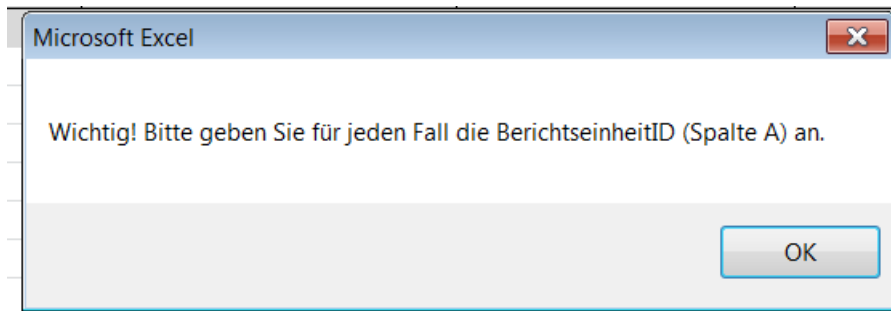 Microsoft Excel
Wichtig! Bitte geben Sie für jeden Fall die BerichtseinheitID (Spalte A) an.
OK